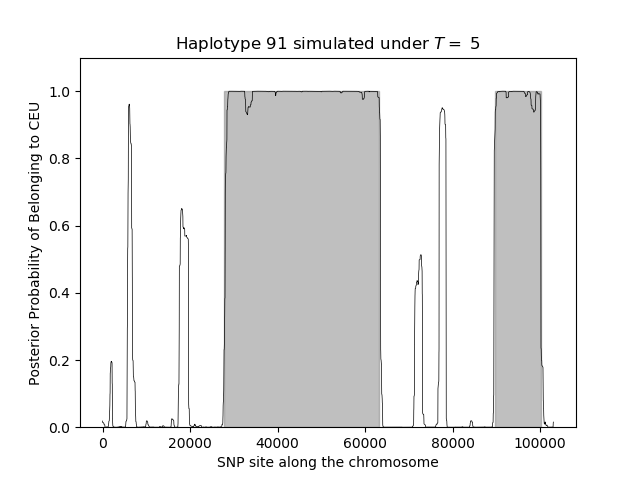 Haplotype 91 simulated under T = 5
Posterior Probability of Belonging to CEU
1.0
0.8
0.6
0.4
0.2
0.0
0 20000 40000 60000 80000 100000
SNP site along the chromosome